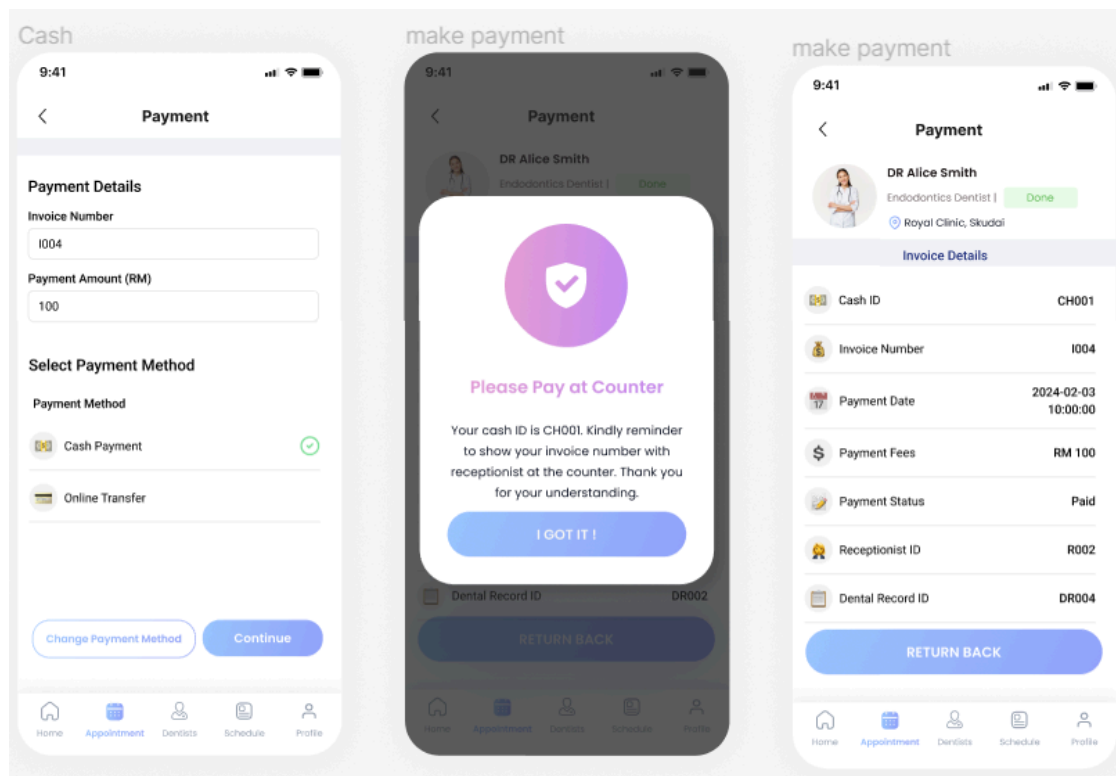 Cash
9:41
Payment
Payment Details
Invoice Number
I004
Payment Amount (RM)
100
Select Payment Method
Payment Method
Cash Payment
Online Transfer
Change Payment Method
Continue
Home
Appointment
Dentists
Schedule
Profile
make payment
9:41
Payment
DR Alice Smith
Endodontics Dentist |
Done
Please Pay at Counter
Your cash ID is CH001. Kindly reminder
to show your invoice number with
receptionist at the counter. Thank you
for your understanding.
I GOT IT !
Dental Record ID
DR002
RETURN BACK
Home
Appointment
Dentists
Schedule
Profile
make payment
9:41
Payment
DR Alice Smith
Endodontics Dentist |
Done
Royal Clinic, Skudai
Invoice Details
Cash ID
CH001
Invoice Number
I004
17
Payment Date
2024-02-03
10:00:00
Payment Fees
RM 100
Payment Status
Paid
Receptionist ID
R002
Dental Record ID
DR004
RETURN BACK
Home
Appointment
Dentists
Schedule
Profile